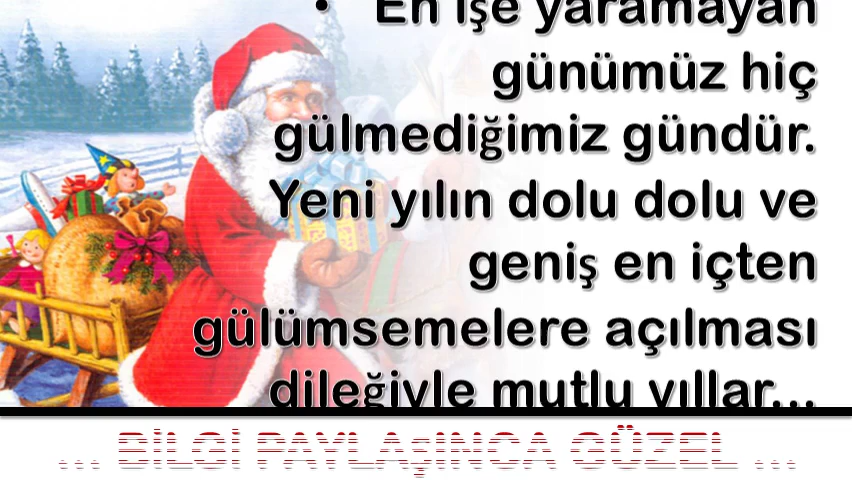 • En işe yaramayan
günümüz hiç
gülmediğimiz gündür.
Yeni yılın dolu dolu ve
geniş en içten
gülümsemelere açılması
dileğiyle mutlu yıllar...
... BİLGİ PAYLAŞINCA GÜZEL ...